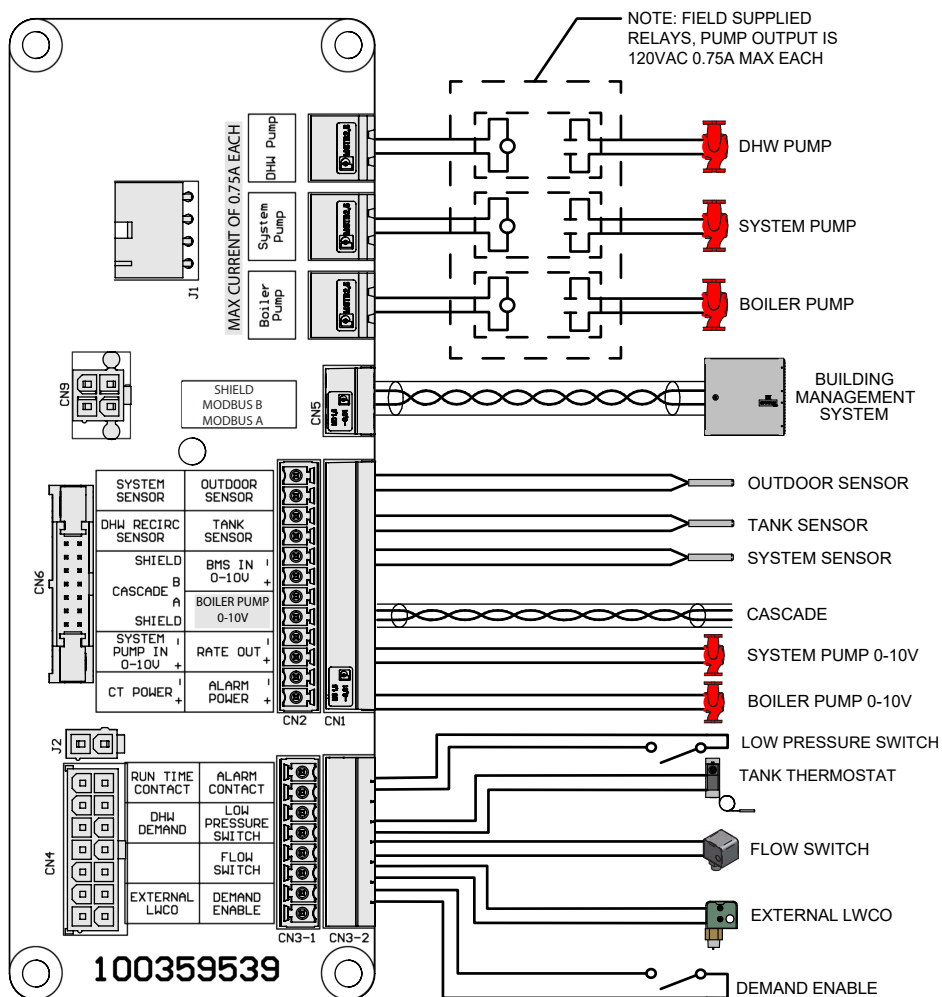 NOTE: FIELD SUPPLIED
RELAYS, PUMP OUTPUT IS
120VAC 0.75A MAX EACH
MAX CURRENT OF 0.75A EACH
DHW Pump
System
Pump
Boiler
Pump
DHW PUMP
SYSTEM PUMP
BOILER PUMP
J1
CN9
SHIELD
MODBUS B
MODBUS A
CN5
BUILDING
MANAGEMENT
SYSTEM
CN6
SYSTEM
SENSOR
OUTDOOR
SENSOR
DHW RECIRC
SENSOR
TANK
SENSOR
SHIELD
B
CASCADE
A
SHIELD
BMS IN
0-10V
- +
BOILER PUMP
0-10V
SYSTEM
PUMP IN
0-10V
- +
RATE OUT
- +
CT POWER
- +
ALARM
POWER
- +
CN2
CN1
OUTDOOR SENSOR
TANK SENSOR
SYSTEM SENSOR
CASCADE
SYSTEM PUMP 0-10V
BOILER PUMP 0-10V
J2
CN4
RUN TIME
CONTACT
ALARM
CONTACT
DHW
DEMAND
LOW
PRESSURE
SWITCH
FLOW
SWITCH
EXTERNAL
LWCO
DEMAND
ENABLE
CN3-1
CN3-2
LOW PRESSURE SWITCH
TANK THERMOSTAT
FLOW SWITCH
EXTERNAL LWCO
DEMAND ENABLE
100359539